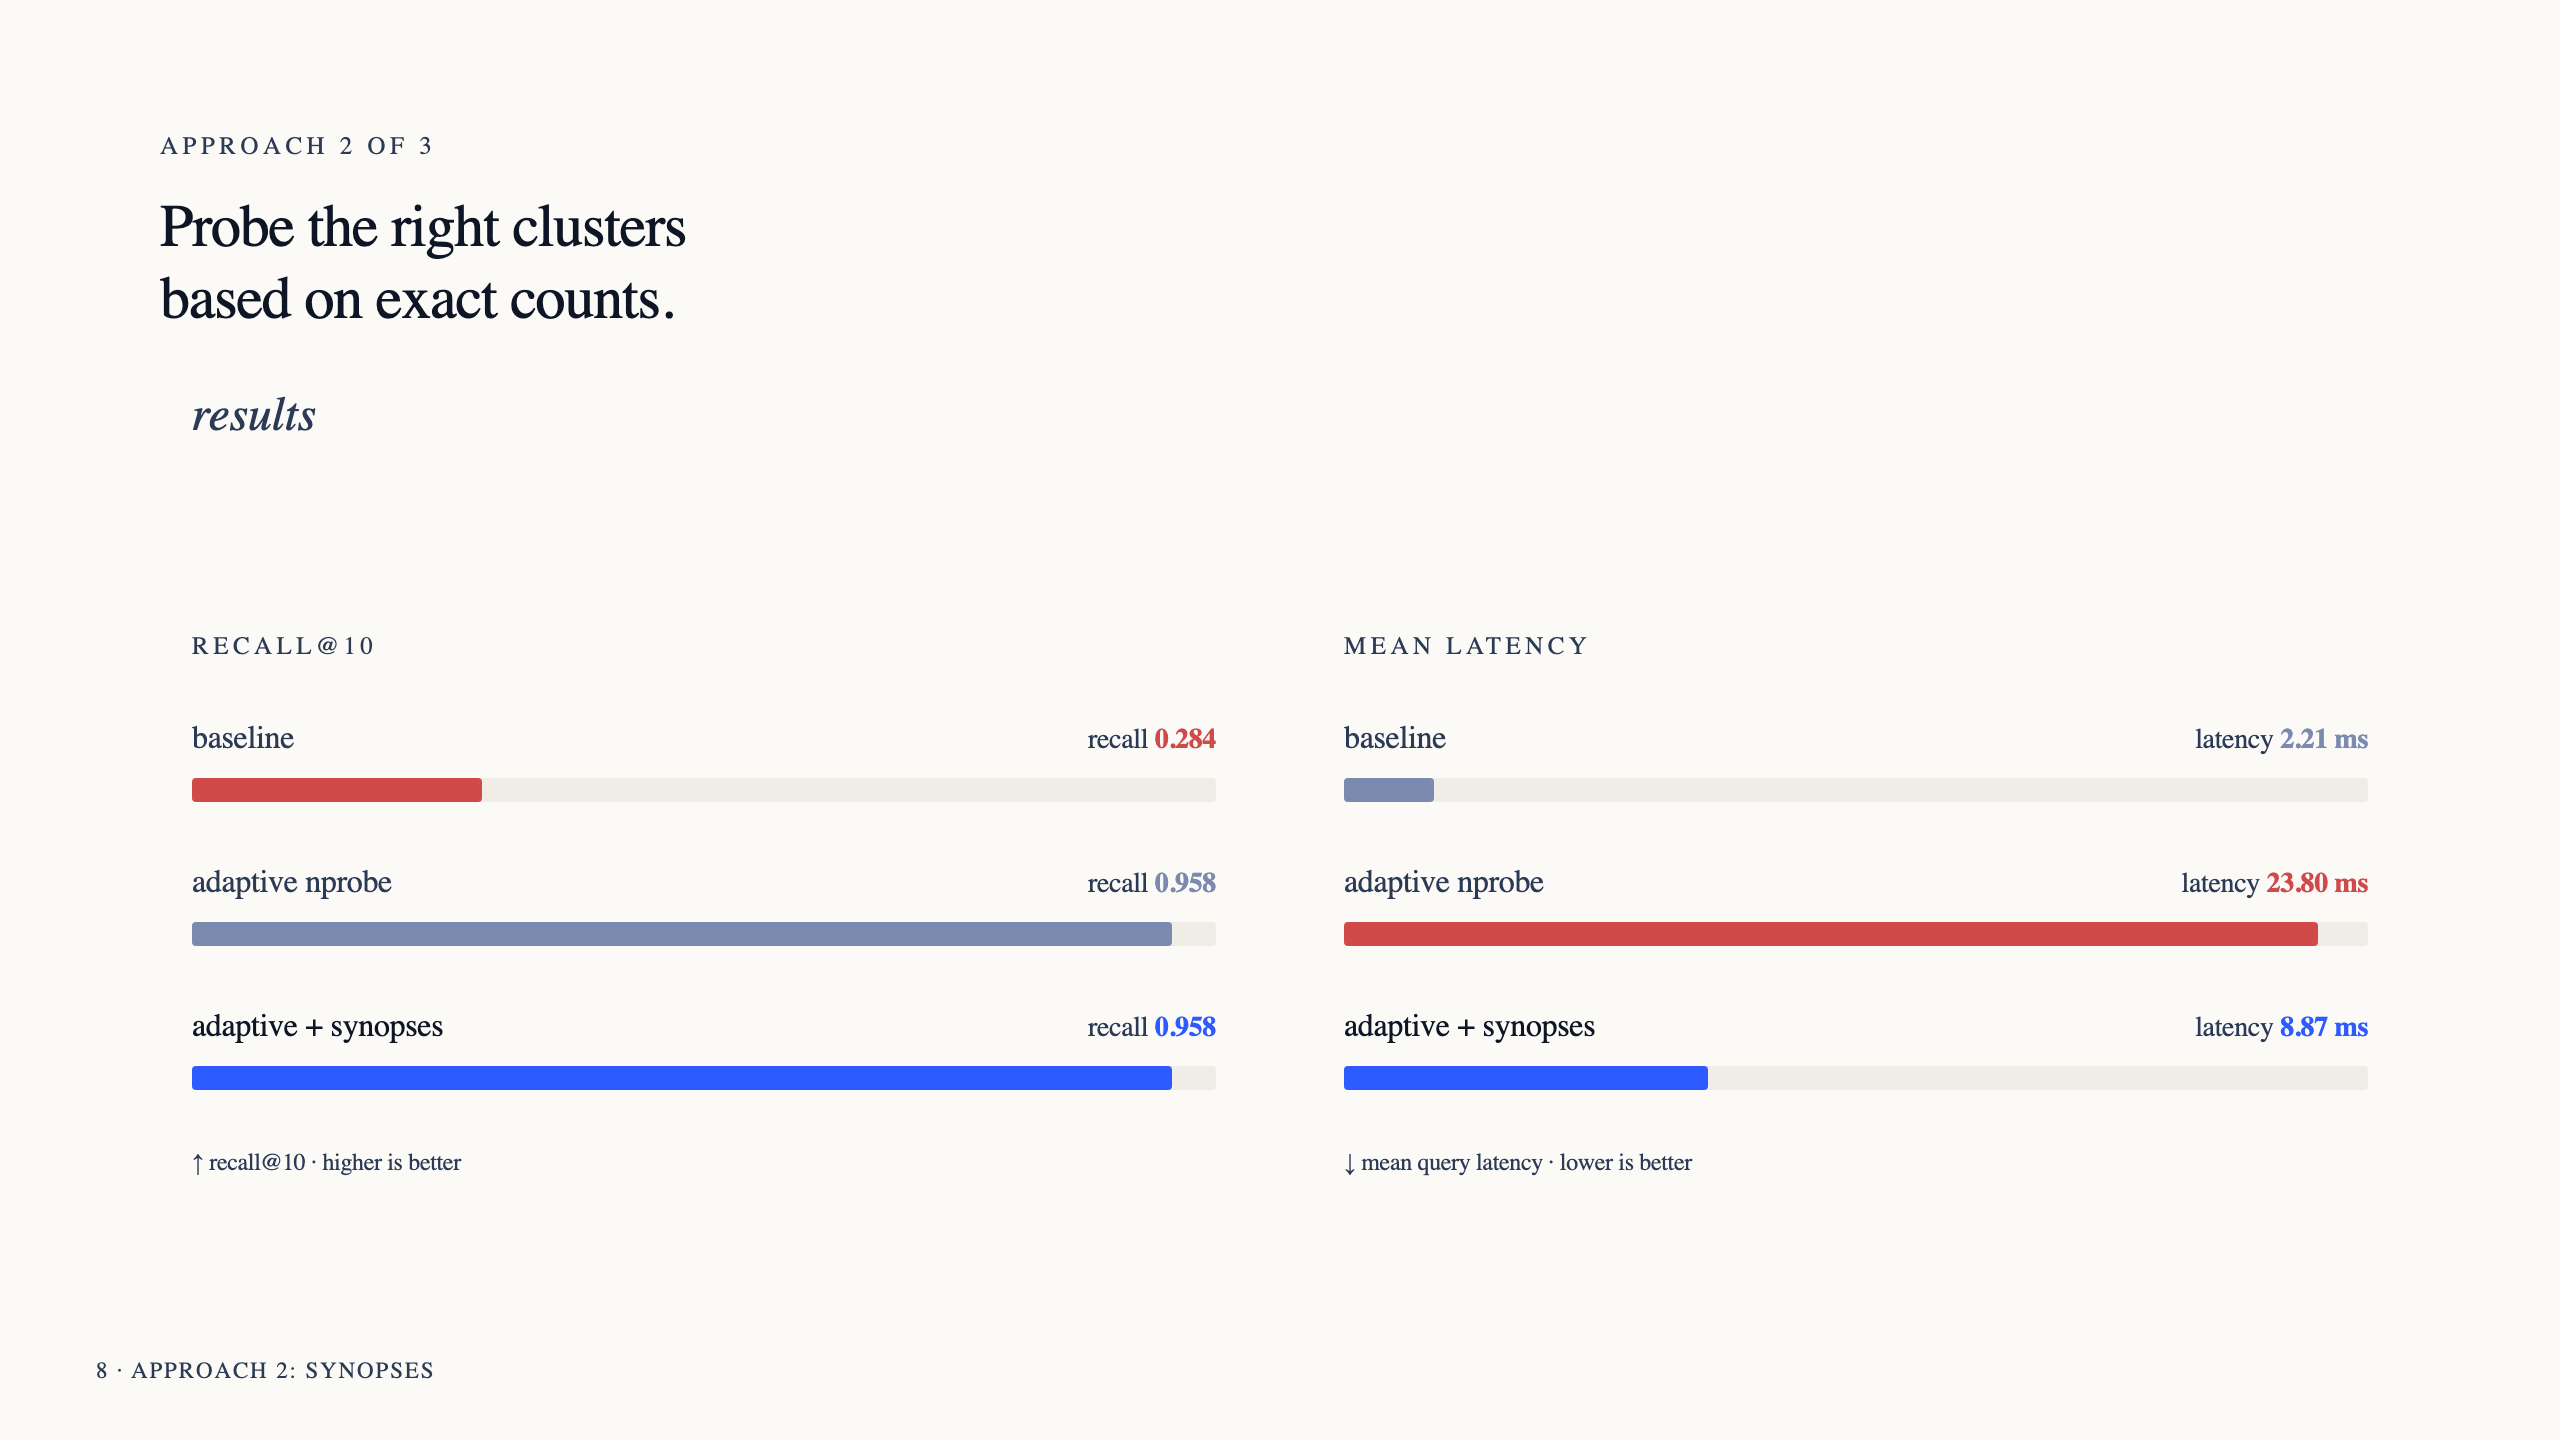 APPROACH 2 OF 3
Probe the right clusters
based on exact counts.
results
RECALL@10
baseline recall 0.284
adaptive nprobe recall 0.958
adaptive + synopses recall 0.958
↑ recall@10 · higher is better
MEAN LATENCY
baseline latency 2.21 ms
adaptive nprobe latency 23.80 ms
adaptive + synopses latency 8.87 ms
↓ mean query latency · lower is better
8 · APPROACH 2: SYNOPSES